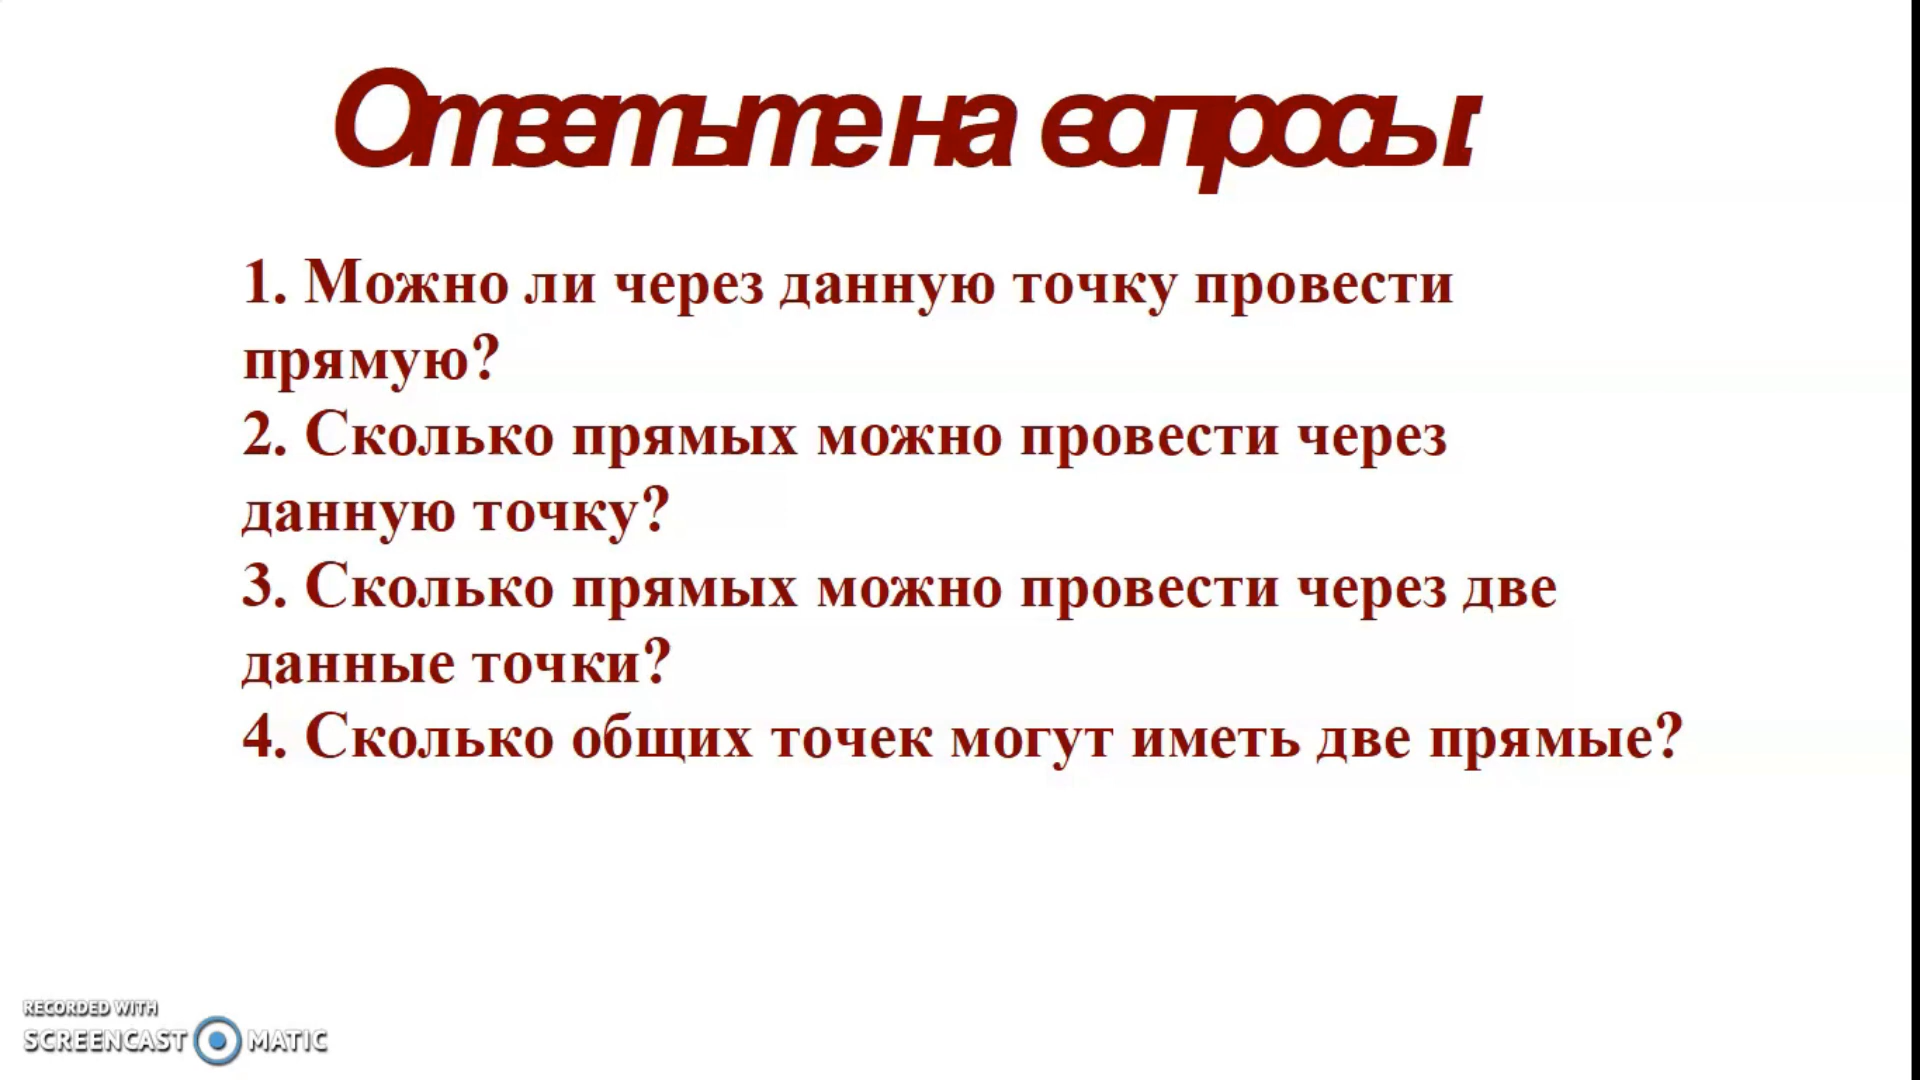 Ответьте на вопросы:
1. Можно ли через данную точку провести
прямую?
2. Сколько прямых можно провести через
данную точку?
3. Сколько прямых можно провести через две
данные точки?
4. Сколько общих точек могут иметь две прямые?
RECORDED WITH
SCREENCAST MATIC